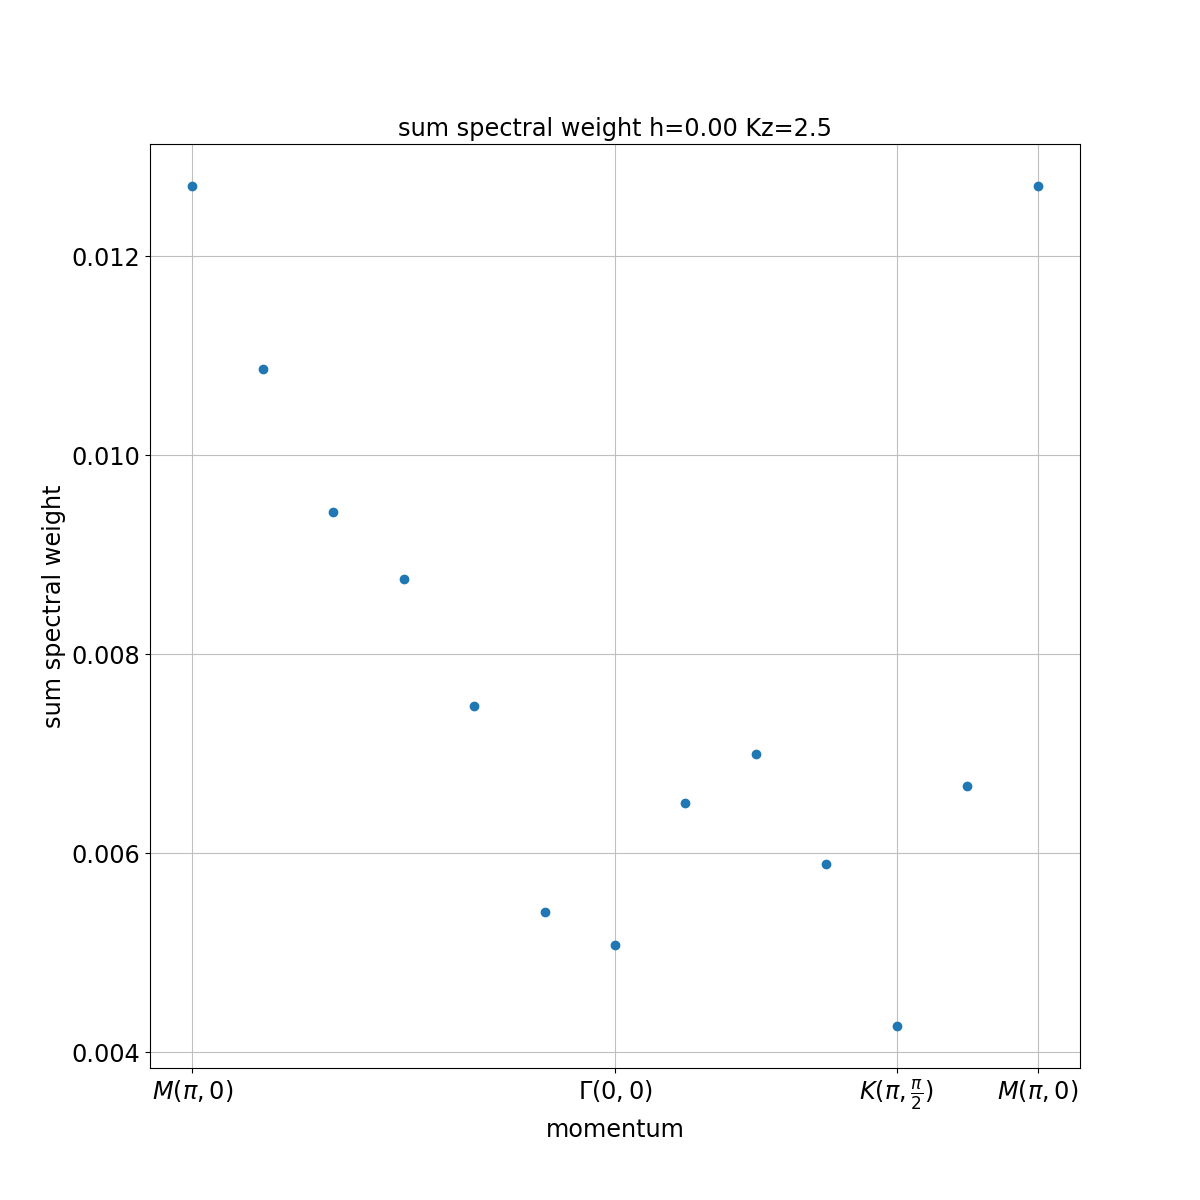 sum spectral weight h=0.00 Kz=2.5
sum spectral weight
0.012
0.010
0.008
0.006
0.004
M(π, 0)
Γ(0, 0)
K(π, π/2)
M(π, 0)
momentum